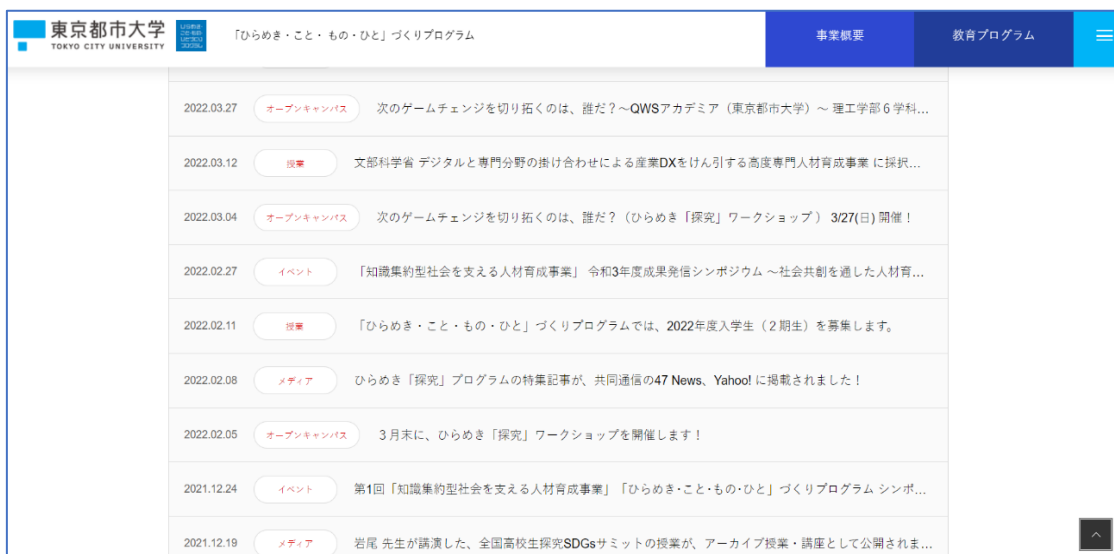 東京都市大学
TOKYO CITY UNIVERSITY
ひらめき
こと・もの
ひとづくり
プログラム
「ひらめき・こと・ もの・ひと」づくりプログラム
事業概要
教育プログラム
2022.03.27 オープンキャンパス 次のゲームチェンジを切り拓くのは、誰だ？～QWSアカデミア（東京都市大学）～ 理工学部６学科...
2022.03.12 授業 文部科学省 デジタルと専門分野の掛け合わせによる産業DXをけん引する高度専門人材育成事業 に採択...
2022.03.04 オープンキャンパス 次のゲームチェンジを切り拓くのは、誰だ？（ひらめき「探究」ワークショップ ） 3/27(日) 開催！
2022.02.27 イベント 「知識集約型社会を支える人材育成事業」 令和3年度成果発信シンポジウム ～社会共創を通した人材育...
2022.02.11 授業 「ひらめき・こと・もの・ひと」づくりプログラムでは、2022年度入学生（２期生）を募集します。
2022.02.08 メディア ひらめき「探究」プログラムの特集記事が、共同通信の47 News、Yahoo! に掲載されました！
2022.02.05 オープンキャンパス ３月末に、ひらめき「探究」ワークショップを開催します！
2021.12.24 イベント 第1回「知識集約型社会を支える人材育成事業」「ひらめき・こと・もの・ひと」づくりプログラム シンポ...
2021.12.19 メディア 岩尾 先生が講演した、全国高校生探究SDGsサミットの授業が、アーカイブ授業・講座として公開されま...